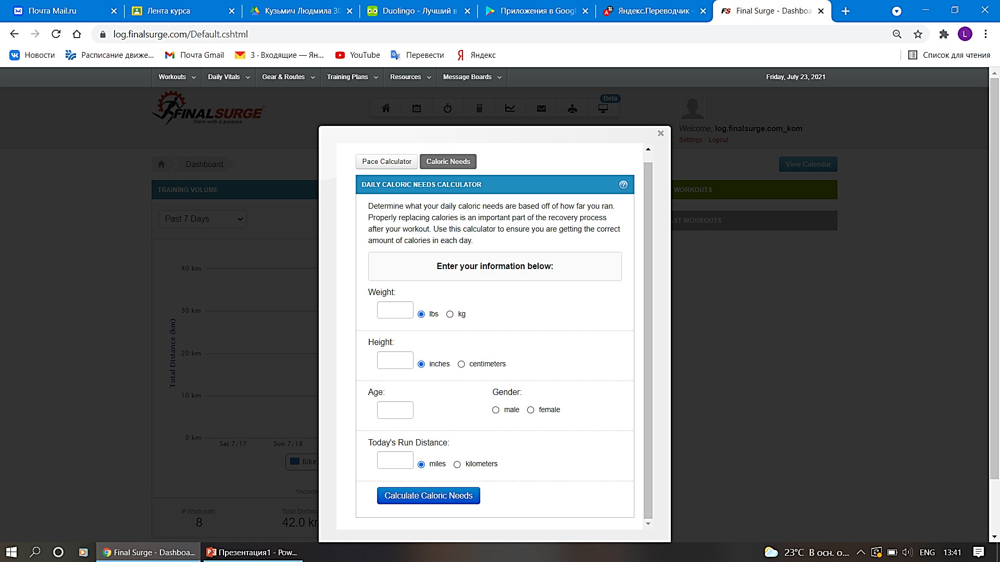 Почта Mail.ru
Лента курса
Кузьмич Людмила 30
Duolingo - Лучший в
Приложения в Googl
Яндекс.Переводчик -
Final Surge - Dashboa
log.finalsurge.com/Default.cshtml
L
Новости
Расписание движе...
Почта Gmail
3 · Входящие — Ян...
YouTube
Перевести
Яндекс
Список для чтения
Workouts
Daily Vitals
Gear & Routes
Training Plans
Resources
Message Boards
Friday, July 23, 2021
FINALSURGE
Train with a purpose
Beta
Welcome, log.finalsurge.com_kom
Settings · Logout
Dashboard
View Calendar
TRAINING VOLUME
WORKOUTS
Past 7 Days
AST WORKOUTS
Total Distance (km)
40 km
30 km
20 km
10 km
0 km
Sat 7/17
Sun 7/18
Bike
*Include
# Workouts:
8
Total Distanc
42.0 kr
Pace Calculator
Caloric Needs
DAILY CALORIC NEEDS CALCULATOR
?
Determine what your daily caloric needs are based off of how far you ran.
Properly replacing calories is an important part of the recovery process
after your workout. Use this calculator to ensure you are getting the correct
amount of calories in each day.
Enter your information below:
Weight:
lbs
kg
Height:
inches
centimeters
Age:
Gender:
male
female
Today's Run Distance:
miles
kilometers
Calculate Caloric Needs
Final Surge - Dashboa...
Презентация1 - Pow...
23°C В осн. о...
ENG
13:41